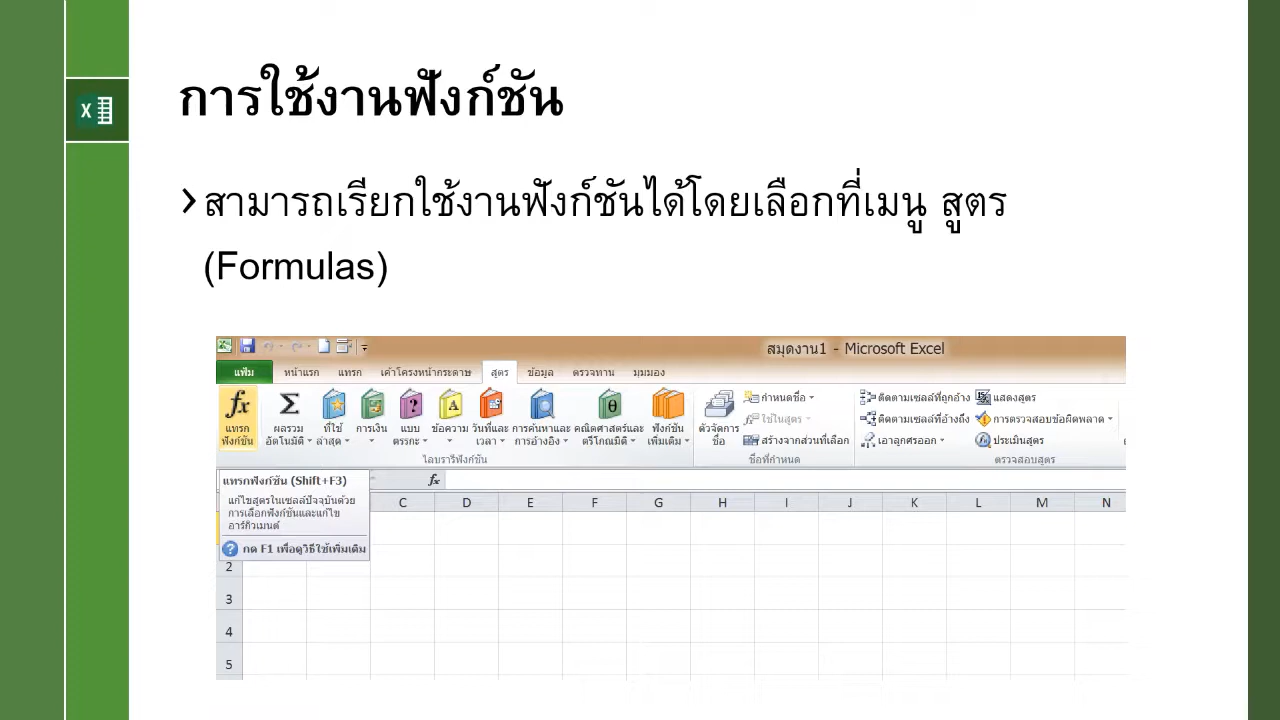 การใช้งานฟังก์ชัน
สามารถเรียกใช้งานฟังก์ชันได้โดยเลือกที่เมนู สูตร
(Formulas)
สมุดงาน1 - Microsoft Excel
แฟ้ม หน้าแรก แทรก เค้าโครงหน้ากระดาษ สูตร ข้อมูล ตรวจทาน มุมมอง
fx แทรกฟังก์ชัน
Σ ผลรวมอัตโนมัติ
ที่ใช้ล่าสุด
การเงิน
แบบตรรกะ
ข้อความ
วันที่และเวลา
การค้นหาและการอ้างอิง
คณิตศาสตร์และตรีโกณมิติ
ฟังก์ชันเพิ่มเติม
ไลบรารีฟังก์ชัน
ตัวจัดการชื่อ
กำหนดชื่อ
ใช้ในสูตร
สร้างจากส่วนที่เลือก
ชื่อที่กำหนด
ติดตามเซลล์ที่ถูกอ้าง
ติดตามเซลล์ที่อ้างถึง
เอาลูกศรออก
แสดงสูตร
การตรวจสอบข้อผิดพลาด
ประเมินสูตร
ตรวจสอบสูตร
fx
แทรกฟังก์ชัน (Shift+F3)
แก้ไขสูตรในเซลล์ปัจจุบันด้วย
การเลือกฟังก์ชันและแก้ไข
อาร์กิวเมนต์
กด F1 เพื่อดูวิธีใช้เพิ่มเติม
C D E F G H I J K L M N
2
3
4
5